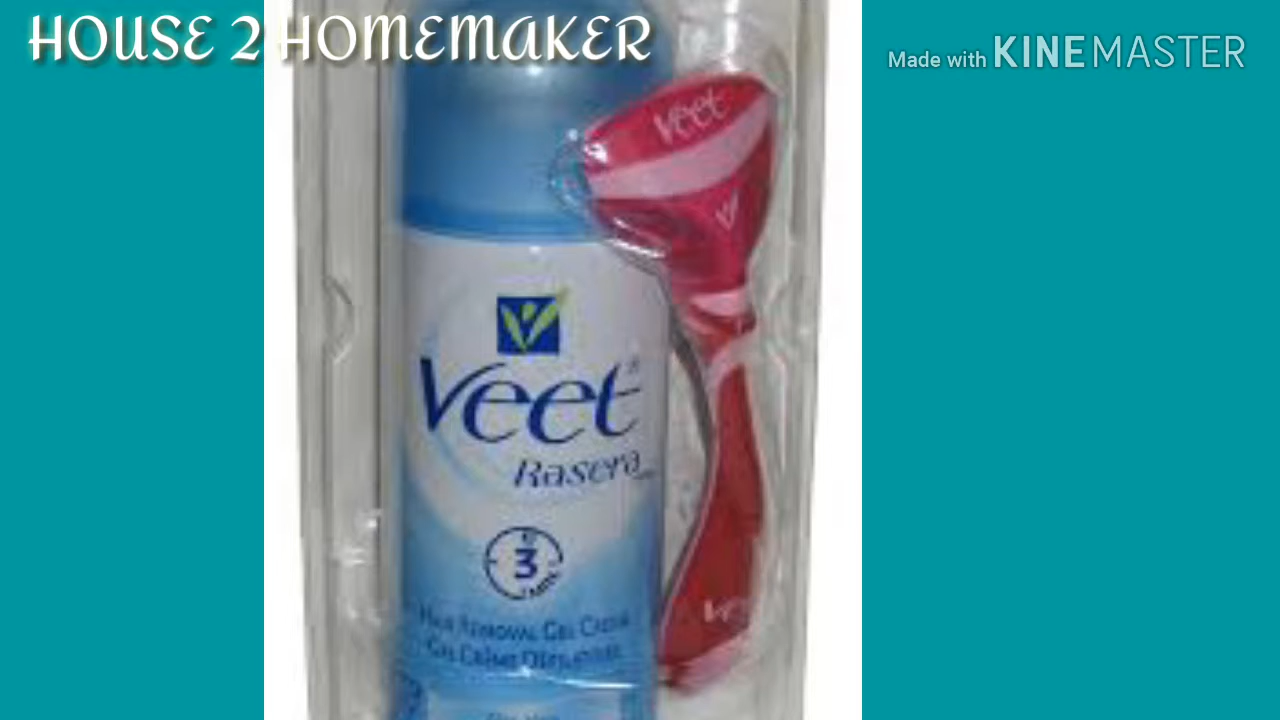 HOUSE 2 HOMEMAKER
Made with KINEMASTER
Veet
Veet®
Rasera
3
Hair Removal Gel Cream
Gel Crème Dépilatoire